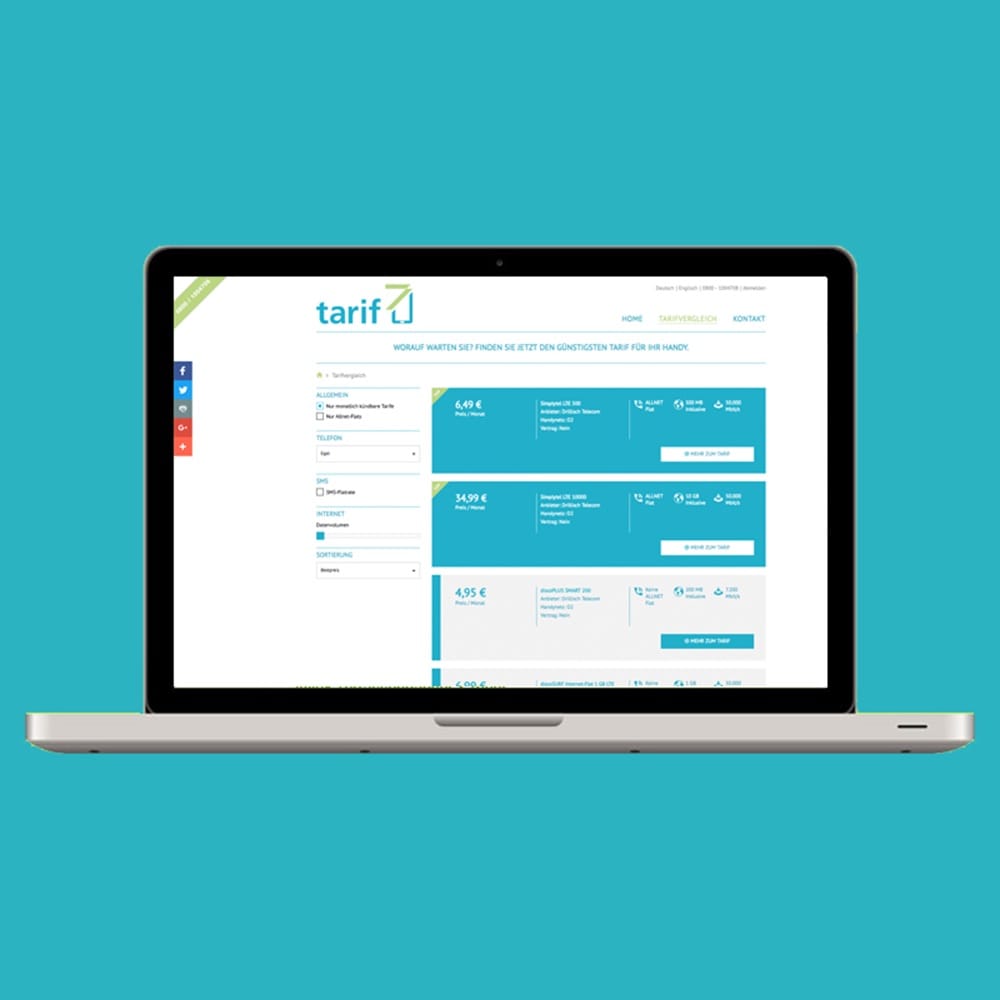 0800 / 1004708
Deutsch | Englisch | 0800 - 1004708 | Anmelden
tarif 7
HOME TARIFVERGLEICH KONTAKT
WORAUF WARTEN SIE? FINDEN SIE JETZT DEN GÜNSTIGSTEN TARIF FÜR IHR HANDY.
Tarifvergleich
ALLGEMEIN
Nur monatlich kündbare Tarife
Nur Allnet-Flats
TELEFON
Egal
SMS
SMS-Flatrate
INTERNET
Datenvolumen
SORTIERUNG
Bestpreis
6,49 €
Preis / Monat
Simplytel LTE 500
Anbieter: Drillisch Telecom
Handynetz: O2
Vertrag: Nein
ALLNET
Flat
500 MB
Inklusive
50.000
Mbit/s
MEHR ZUM TARIF
34,99 €
Preis / Monat
Simplytel LTE 10000
Anbieter: Drillisch Telecom
Handynetz: O2
Vertrag: Nein
ALLNET
Flat
10 GB
Inklusive
50.000
Mbit/s
MEHR ZUM TARIF
4,95 €
Preis / Monat
discoPLUS SMART 200
Anbieter: Drillisch Telecom
Handynetz: O2
Vertrag: Nein
Keine
ALLNET
Flat
200 MB
Inklusive
7.200
Mbit/s
MEHR ZUM TARIF
6,99 €
discoSURF Internet-Flat 1 GB LTE
Keine
1 GB
50.000